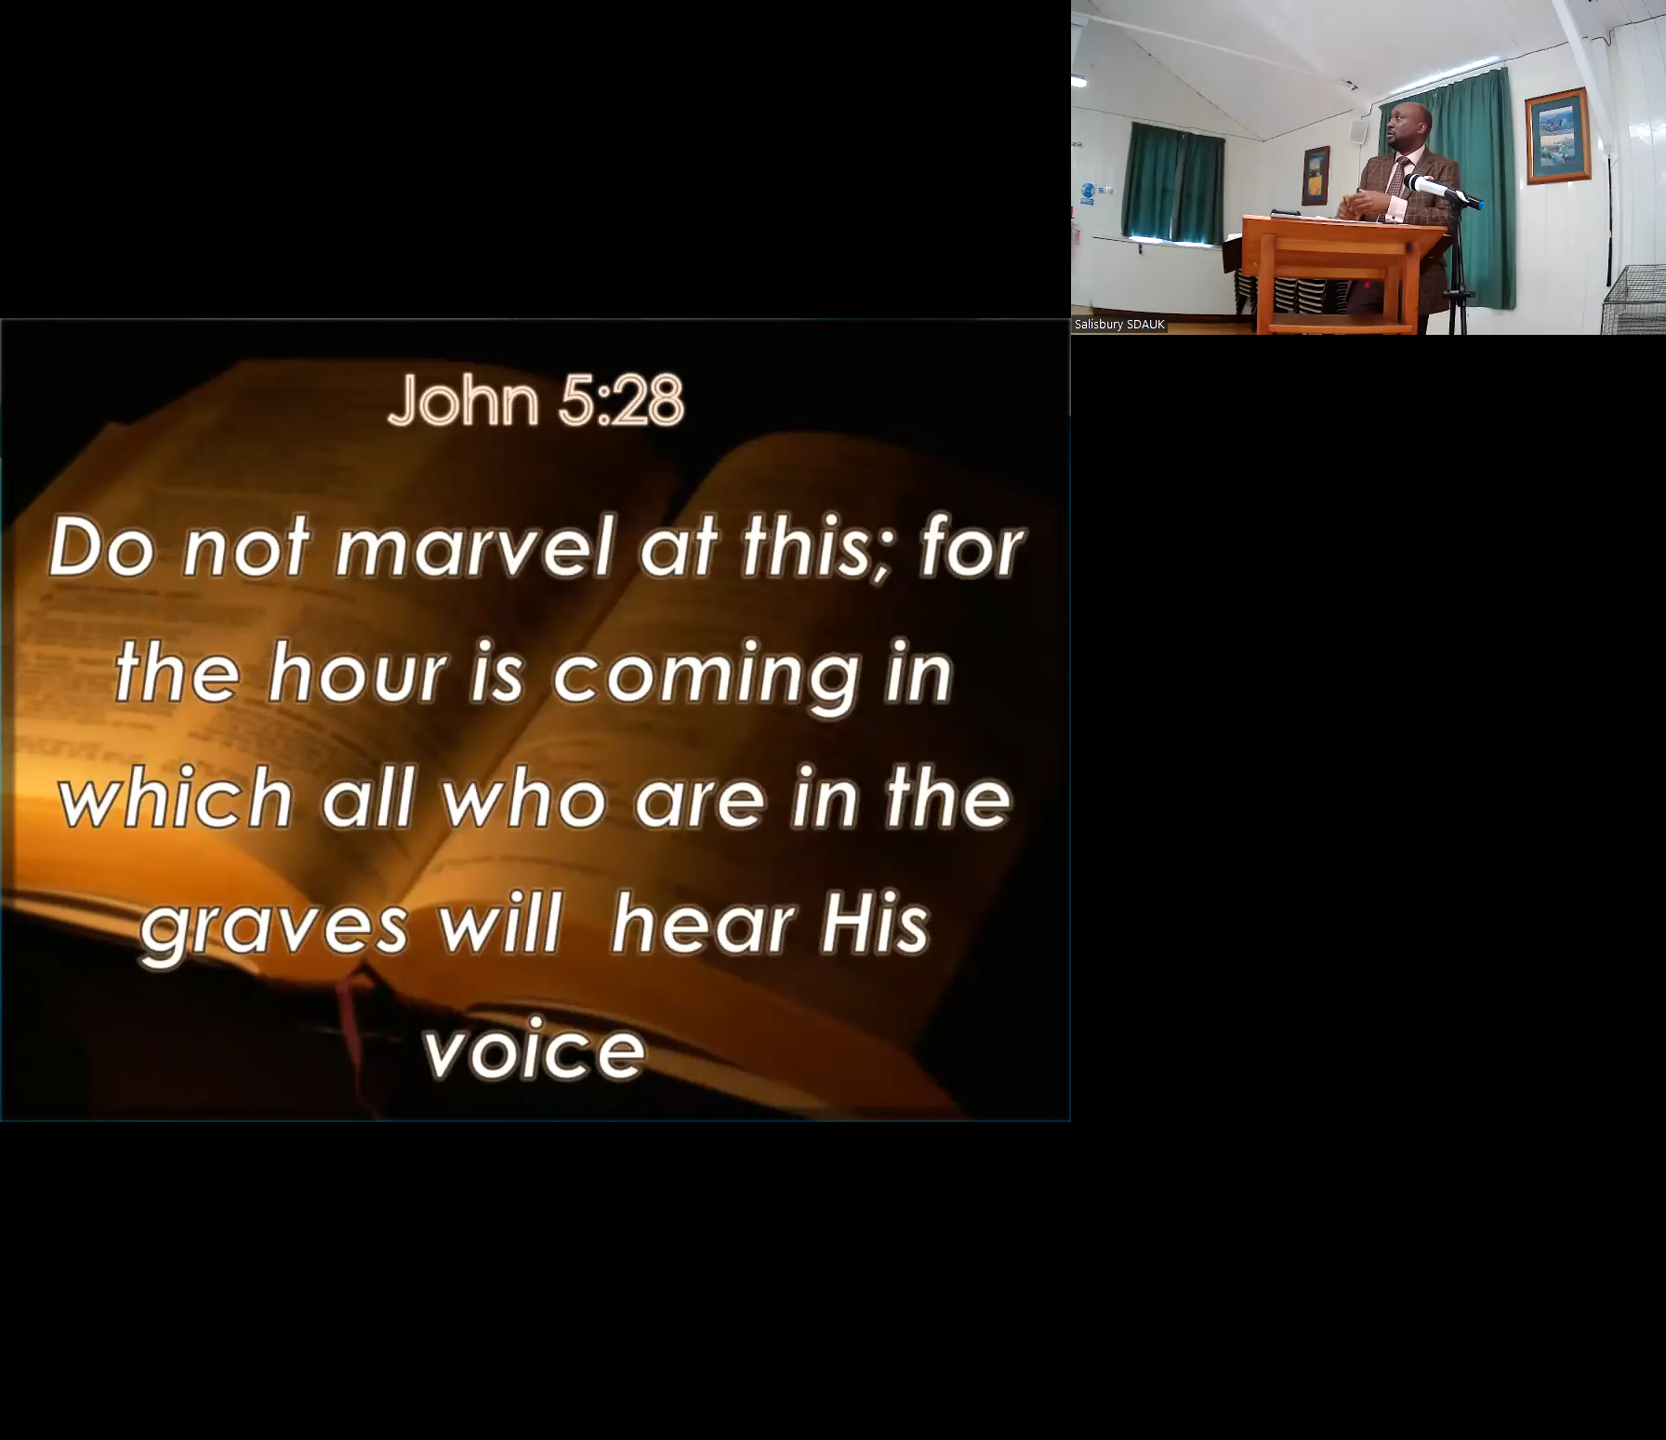 John 5:28
Do not marvel at this; for
the hour is coming in
which all who are in the
graves will  hear His
voice
Salisbury SDAUK